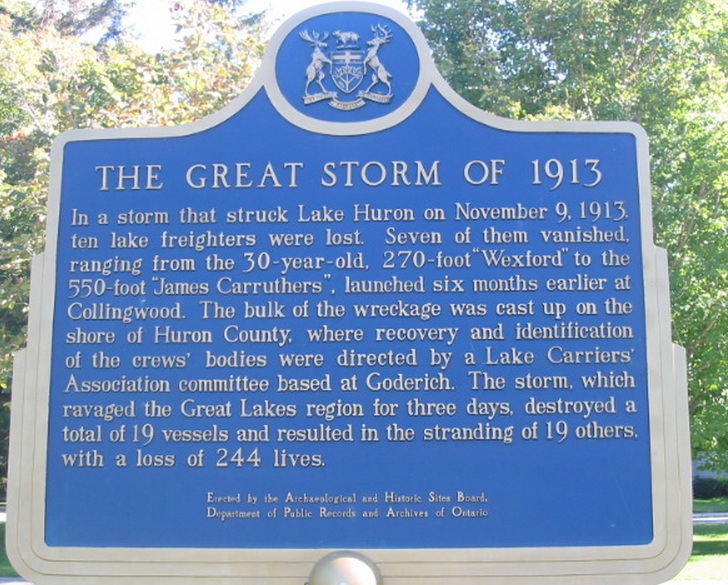 THE GREAT STORM OF 1913
In a storm that struck Lake Huron on November 9, 1913,
ten lake freighters were lost. Seven of them vanished,
ranging from the 30-year-old, 270-foot "Wexford" to the
550-foot "James Carruthers", launched six months earlier at
Collingwood. The bulk of the wreckage was cast up on the
shore of Huron County, where recovery and identification
of the crews' bodies were directed by a Lake Carriers'
Association committee based at Goderich. The storm, which
ravaged the Great Lakes region for three days, destroyed a
total of 19 vessels and resulted in the stranding of 19 others,
with a loss of 244 lives.
Erected by the Archaeological and Historic Sites Board,
Department of Public Records and Archives of Ontario